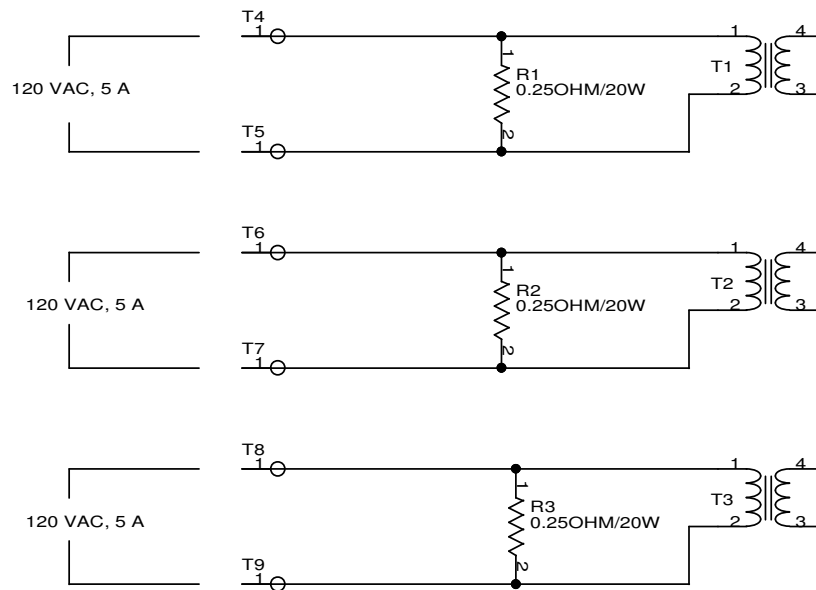 T4
1
1
4
120 VAC, 5 A
1
R1
0.25OHM/20W
T1
2
3
T5
1
2
T6
1
1
4
120 VAC, 5 A
1
R2
0.25OHM/20W
T2
2
3
T7
1
2
T8
1
1
4
120 VAC, 5 A
1
R3
0.25OHM/20W
T3
2
3
T9
1
2